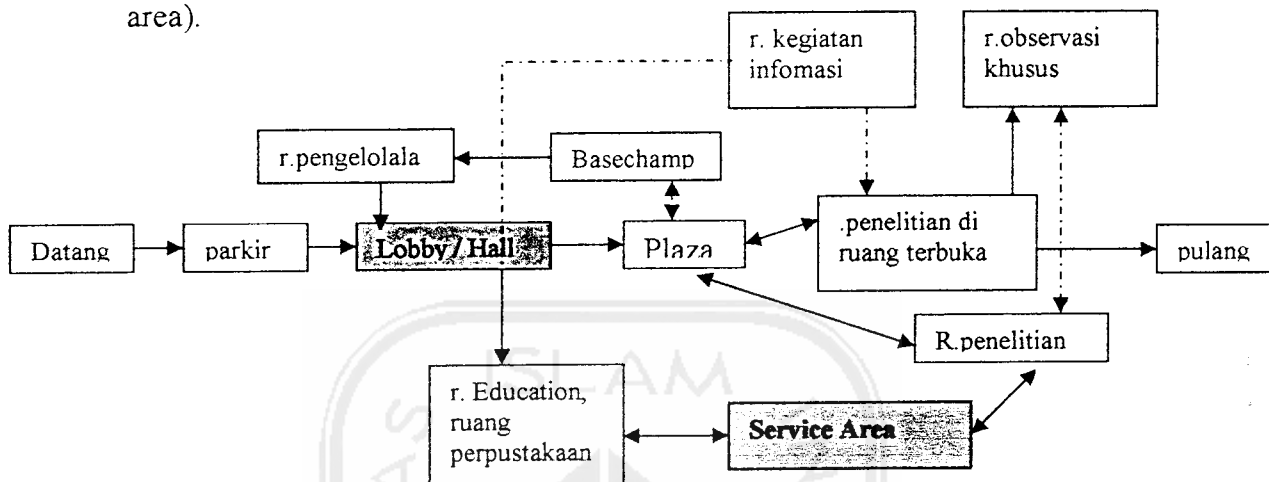 area).
r. kegiatan
infomasi
r.observasi
khusus
r.pengelolala
Basechamp
Datang
parkir
Lobby / Hall
Plaza
.penelitian di
ruang terbuka
pulang
R.penelitian
ISLAM
r. Education,
ruang
perpustakaan
Service Area